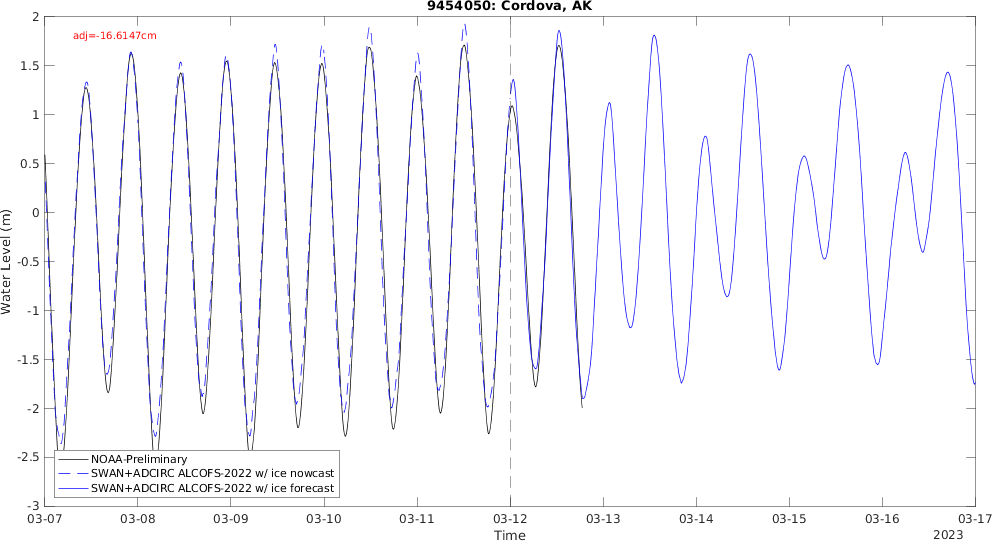 9454050: Cordova, AK
adj=-16.6147cm
Water Level (m)
2
1.5
1
0.5
0
-0.5
-1
-1.5
-2
-2.5
-3
NOAA-Preliminary
SWAN+ADCIRC ALCOFS-2022 w/ ice nowcast
SWAN+ADCIRC ALCOFS-2022 w/ ice forecast
03-07 03-08 03-09 03-10 03-11 03-12 03-13 03-14 03-15 03-16 03-17
Time
2023